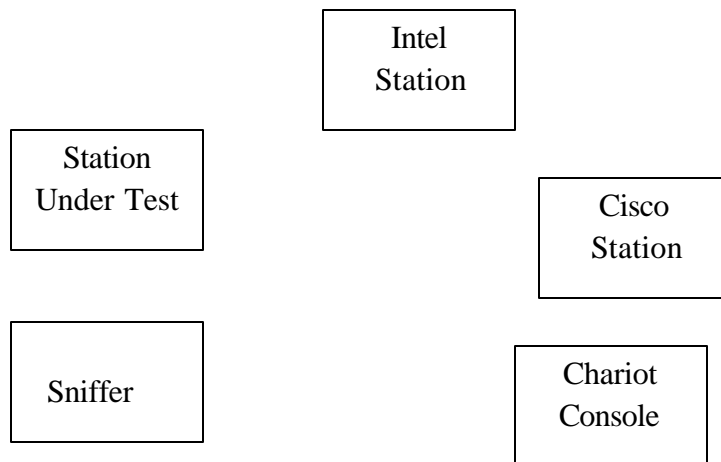 Intel
Station
Station
Under Test
Cisco
Station
Sniffer
Chariot
Console